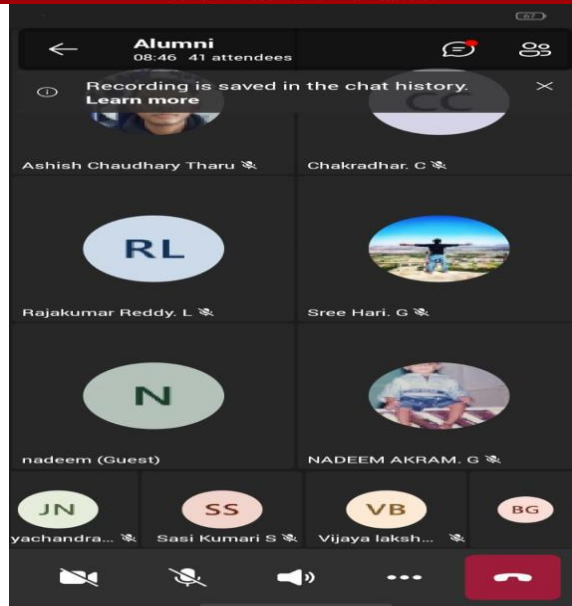 67
Alumni
08:46 41 attendees
Recording is saved in the chat history.
Learn more
CC
Ashish Chaudhary Tharu
Chakradhar. C
RL
Rajakumar Reddy. L
Sree Hari. G
N
nadeem (Guest)
NADEEM AKRAM. G
JN
SS
VB
BG
yachandra...
Sasi Kumari S
Vijaya laksh...